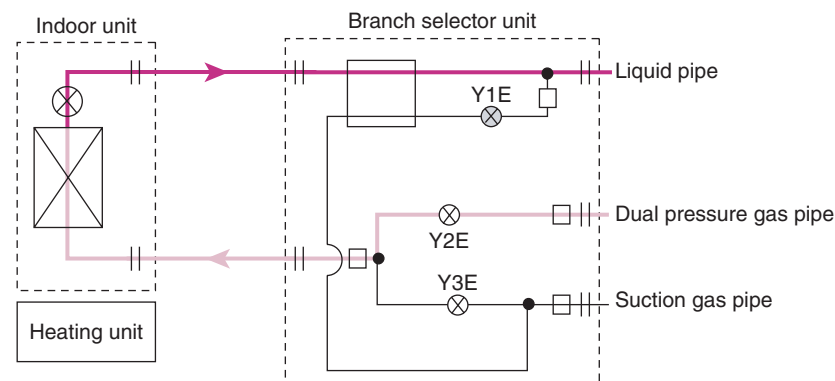 Indoor unit
Branch selector unit
Liquid pipe
Y1E
Dual pressure gas pipe
Y2E
Y3E
Suction gas pipe
Heating unit